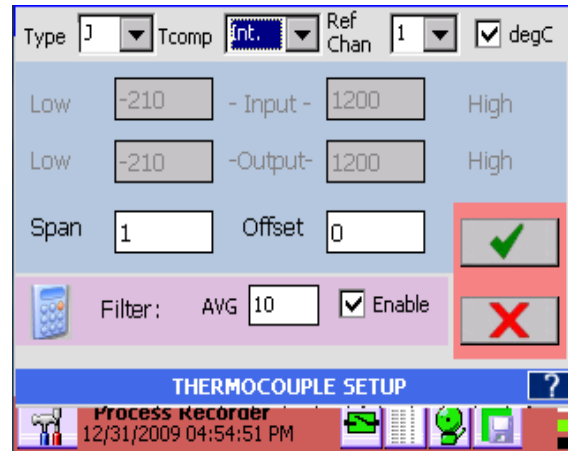 Type J Tcomp Int. Ref Chan 1 degC
Low -210 - Input - 1200 High
Low -210 -Output- 1200 High
Span 1 Offset 0
Filter: AVG 10 Enable
THERMOCOUPLE SETUP ?
Process Recorder
12/31/2009 04:54:51 PM